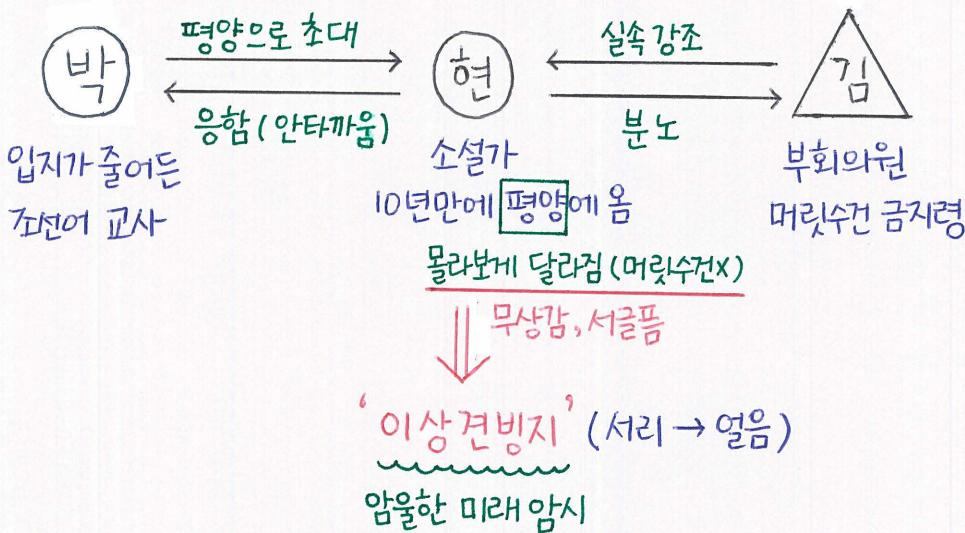 박
평양으로 초대
현
실속 강조
김
응함 (안타까움)
분노
입지가 줄어든
조선어 교사
소설가
10년만에 평양에 옴
부회의원
머릿수건 금지령
몰라보게 달라짐 (머릿수건X)
무상감, 서글픔
'이상견빙지' (서리 → 얼음)
암울한 미래 암시